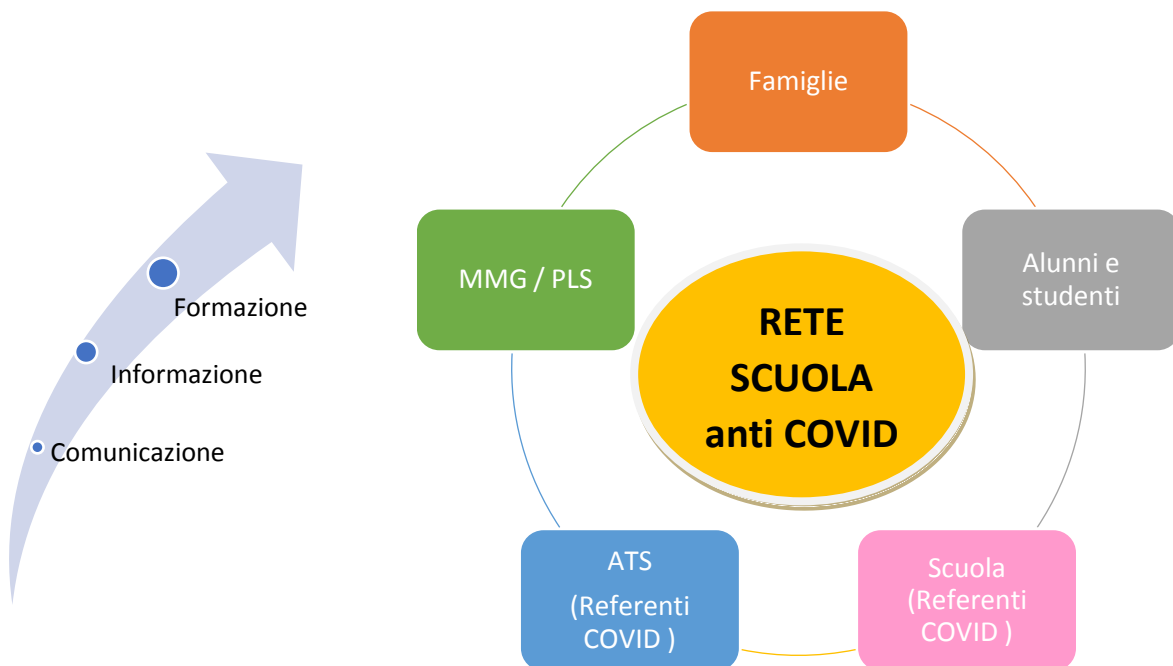 Formazione
Informazione
Comunicazione
Famiglie
MMG / PLS
Alunni e
studenti
RETE
SCUOLA
anti COVID
ATS
(Referenti
COVID )
Scuola
(Referenti
COVID )